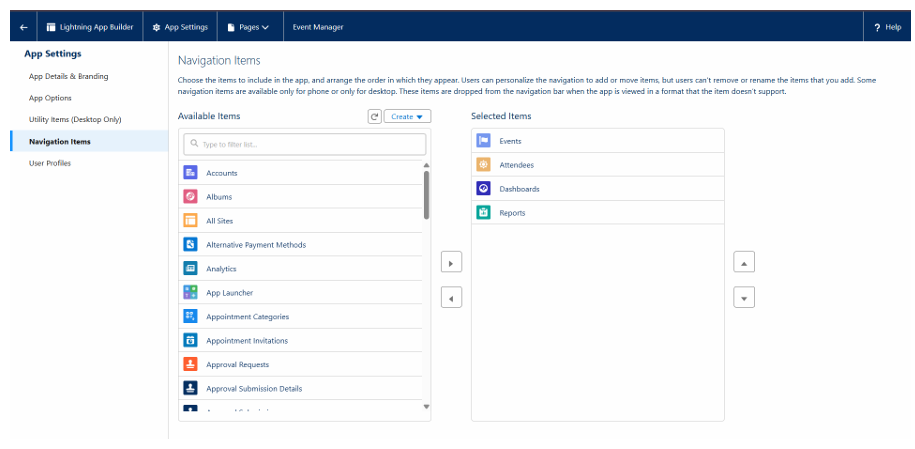 Lightning App Builder
App Settings
Pages
Event Manager
? Help
App Settings
App Details & Branding
App Options
Utility Items (Desktop Only)
Navigation Items
User Profiles
Navigation Items
Choose the items to include in the app, and arrange the order in which they appear. Users can personalize the navigation to add or move items, but users can't remove or rename the items that you add. Some
navigation items are available only for phone or only for desktop. These items are dropped from the navigation bar when the app is viewed in a format that the item doesn't support.
Available Items
Create
Type to filter list...
Accounts
Albums
All Sites
Alternative Payment Methods
Analytics
App Launcher
Appointment Categories
Appointment Invitations
Approval Requests
Approval Submission Details
Selected Items
Events
Attendees
Dashboards
Reports